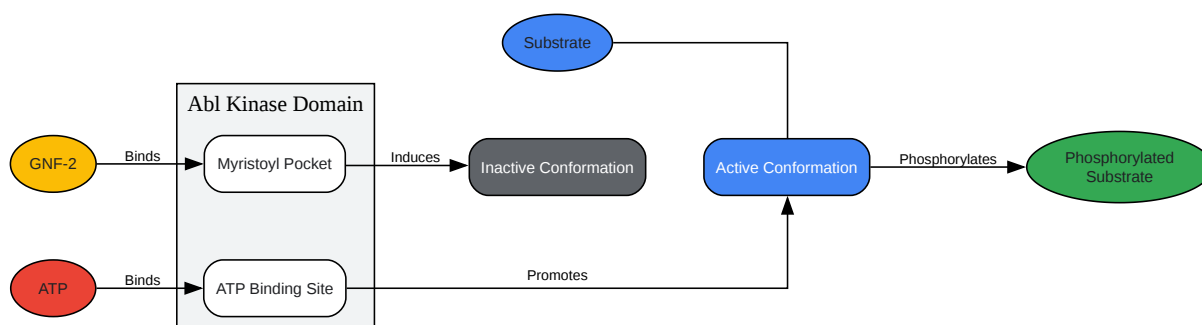 Substrate
Abl Kinase Domain
GNF-2
Binds
Myristoyl Pocket
Induces
Inactive Conformation
Active Conformation
Phosphorylates
Phosphorylated
Substrate
ATP
Binds
ATP Binding Site
Promotes